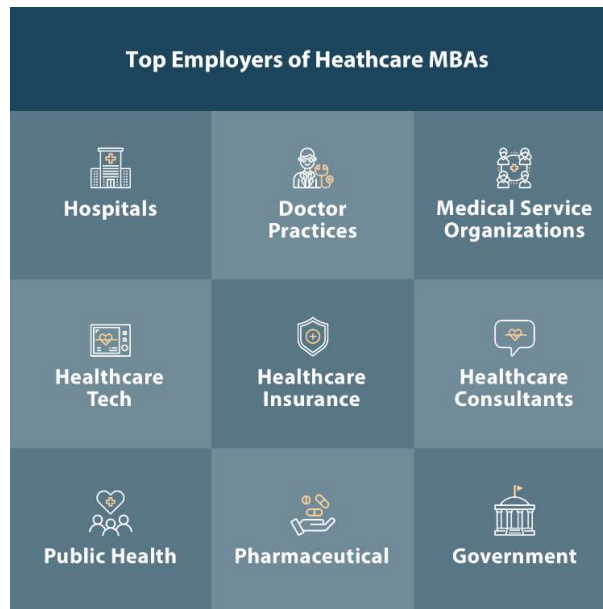 Top Employers of Heathcare MBAs
Hospitals
Doctor
Practices
Medical Service
Organizations
Healthcare
Tech
Healthcare
Insurance
Healthcare
Consultants
Public Health
Pharmaceutical
Government